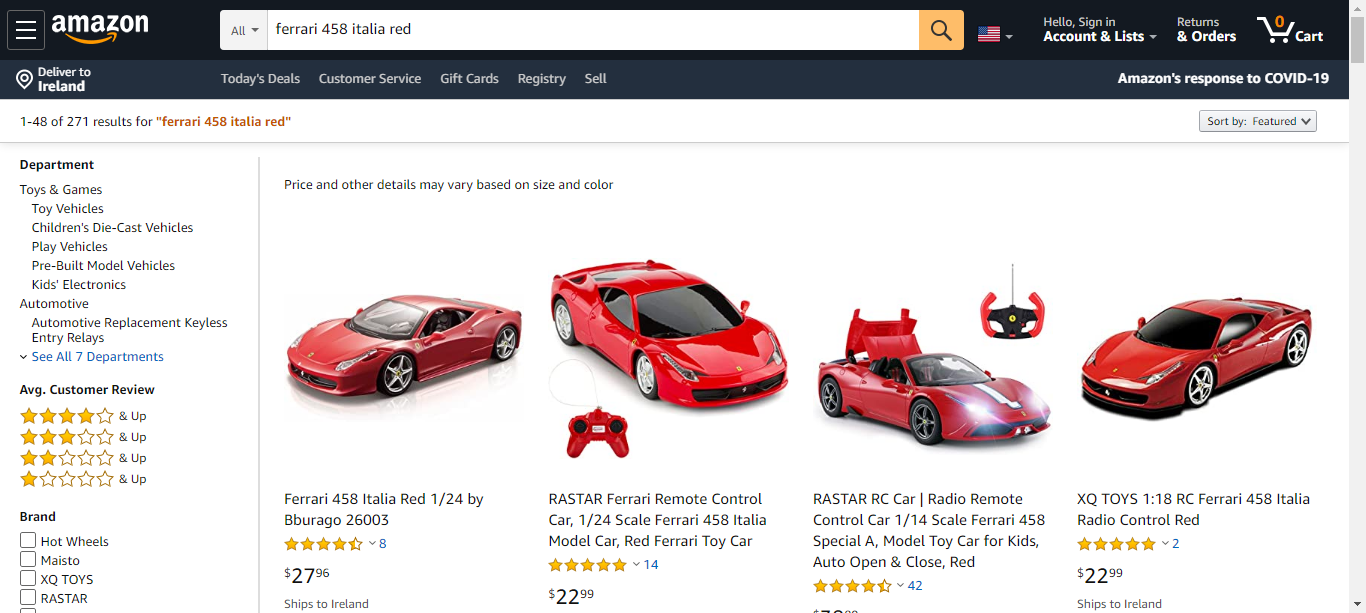 amazon
All
ferrari 458 italia red
Hello, Sign in
Account & Lists
Returns
& Orders
0
Cart
Deliver to
Ireland
Today's Deals
Customer Service
Gift Cards
Registry
Sell
Amazon's response to COVID-19
1-48 of 271 results for "ferrari 458 italia red"
Sort by: Featured
Department
Toys & Games
Toy Vehicles
Children's Die-Cast Vehicles
Play Vehicles
Pre-Built Model Vehicles
Kids' Electronics
Automotive
Automotive Replacement Keyless
Entry Relays
See All 7 Departments
Avg. Customer Review
& Up
& Up
& Up
& Up
Brand
Hot Wheels
Maisto
XQ TOYS
RASTAR
Price and other details may vary based on size and color
Ferrari 458 Italia Red 1/24 by
Bburago 26003
8
$2796
Ships to Ireland
RASTAR Ferrari Remote Control
Car, 1/24 Scale Ferrari 458 Italia
Model Car, Red Ferrari Toy Car
14
$2299
RASTAR RC Car | Radio Remote
Control Car 1/14 Scale Ferrari 458
Special A, Model Toy Car for Kids,
Auto Open & Close, Red
42
XQ TOYS 1:18 RC Ferrari 458 Italia
Radio Control Red
2
$2299
Ships to Ireland